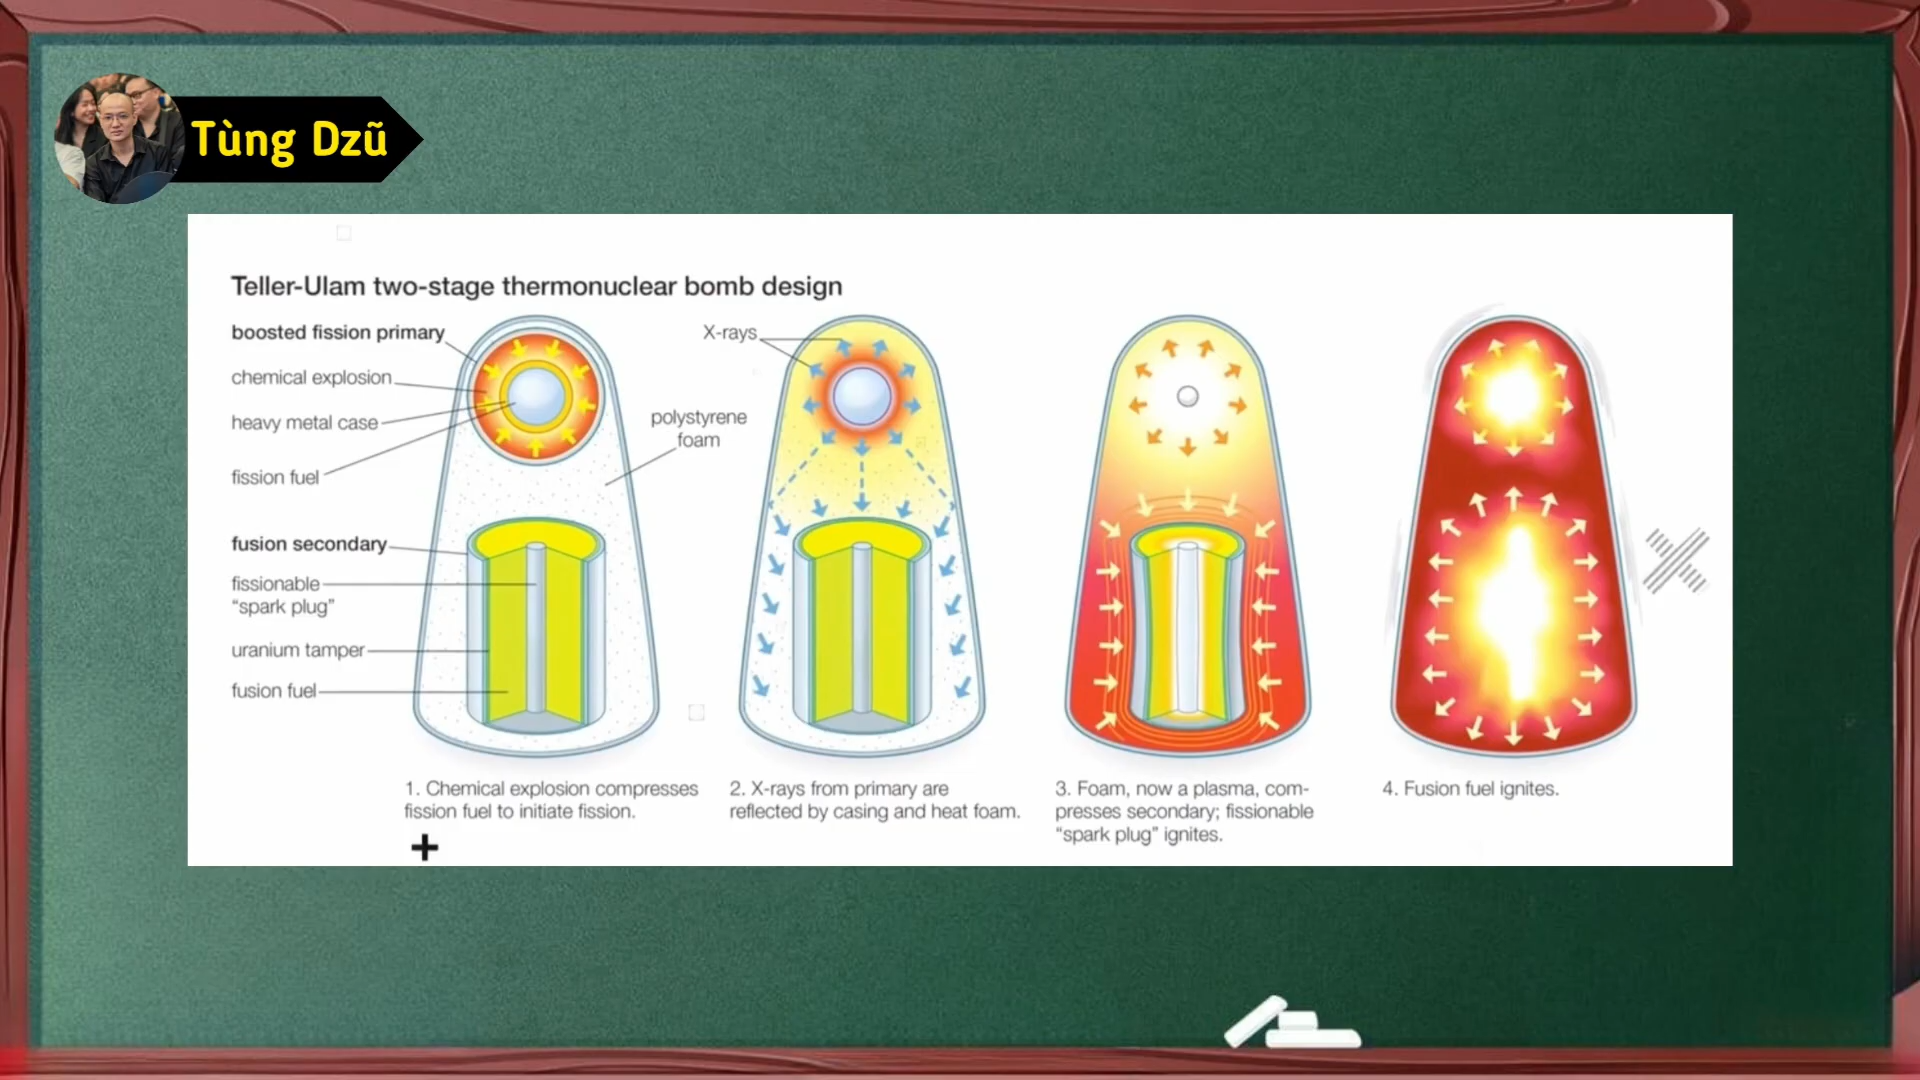 Tùng Dzũ
Teller-Ulam two-stage thermonuclear bomb design
boosted fission primary
chemical explosion
heavy metal case
fission fuel
fusion secondary
fissionable
“spark plug”
uranium tamper
fusion fuel
X-rays
polystyrene
foam
1. Chemical explosion compresses
fission fuel to initiate fission.
2. X-rays from primary are
reflected by casing and heat foam.
3. Foam, now a plasma, com-
presses secondary; fissionable
“spark plug” ignites.
4. Fusion fuel ignites.